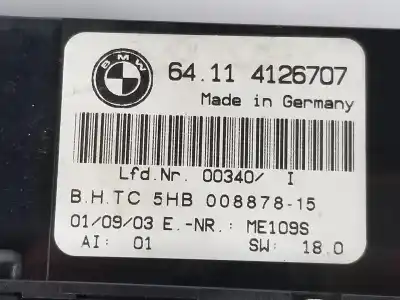 BMW
64.11 4126707
Made in Germany
Lfd.Nr. 00340/ I
B.H.TC 5HB 008878-15
01/09/03 E.-NR.: ME109S
AI: 01 SW: 18.0